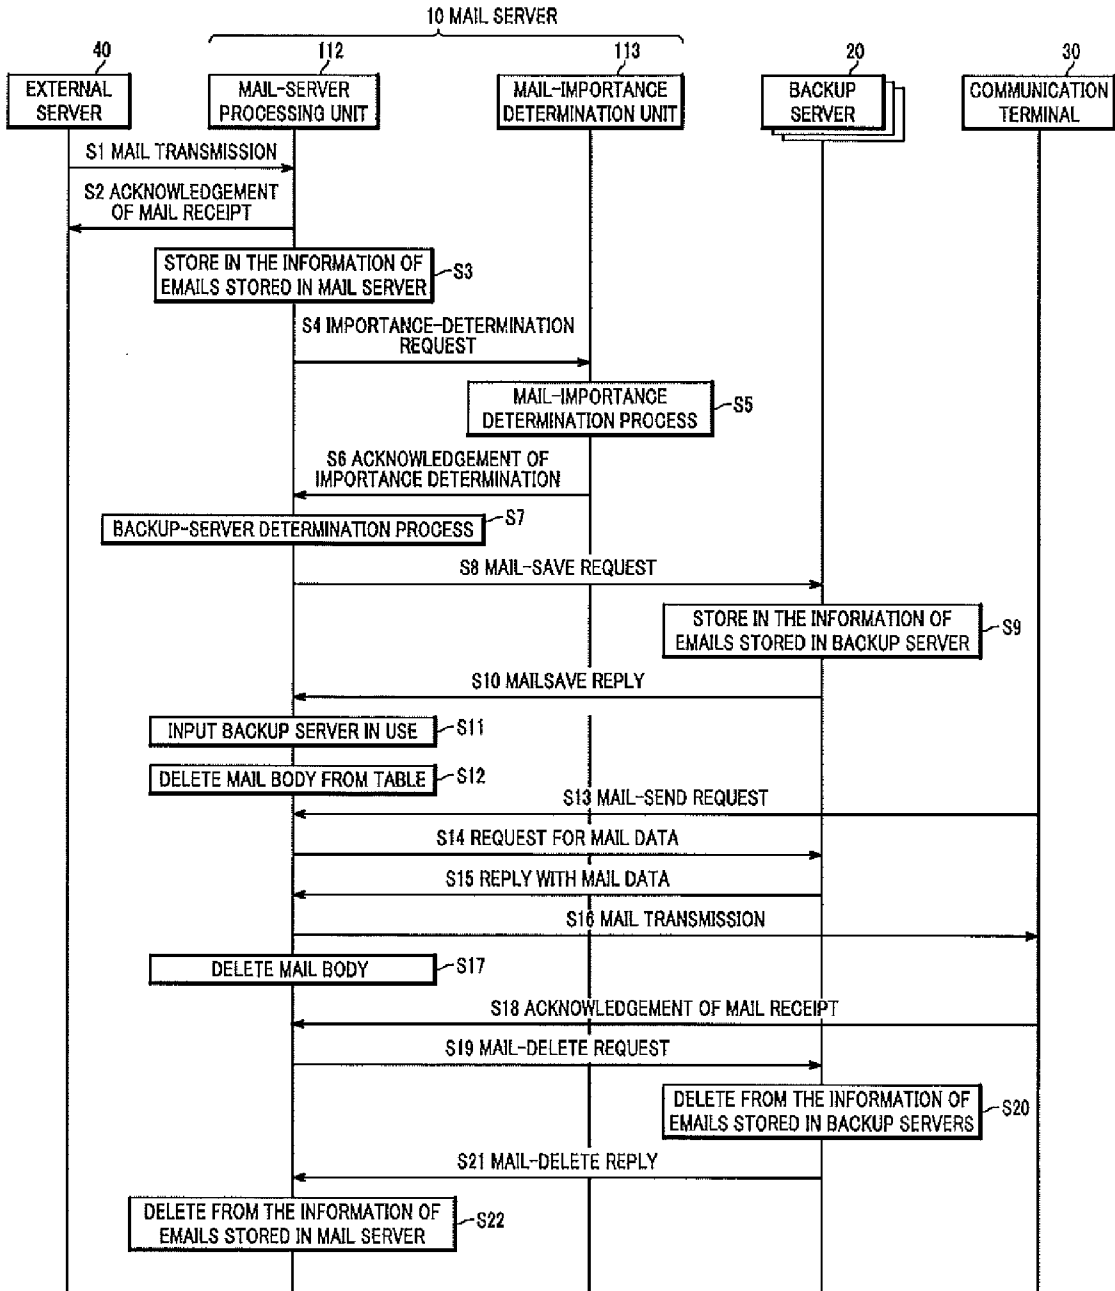 10 MAIL SERVER
40
112
113
20
30
EXTERNAL
SERVER
MAIL-SERVER
PROCESSING UNIT
MAIL-IMPORTANCE
DETERMINATION UNIT
BACKUP
SERVER
COMMUNICATION
TERMINAL
S1 MAIL TRANSMISSION
S2 ACKNOWLEDGEMENT
OF MAIL RECEIPT
STORE IN THE INFORMATION OF
EMAILS STORED IN MAIL SERVER
S3
S4 IMPORTANCE-DETERMINATION
REQUEST
MAIL-IMPORTANCE
DETERMINATION PROCESS
S5
S6 ACKNOWLEDGEMENT OF
IMPORTANCE DETERMINATION
BACKUP-SERVER DETERMINATION PROCESS
S7
S8 MAIL-SAVE REQUEST
STORE IN THE INFORMATION OF
EMAILS STORED IN BACKUP SERVER
S9
S10 MAILSAVE REPLY
INPUT BACKUP SERVER IN USE
S11
DELETE MAIL BODY FROM TABLE
S12
S13 MAIL-SEND REQUEST
S14 REQUEST FOR MAIL DATA
S15 REPLY WITH MAIL DATA
S16 MAIL TRANSMISSION
DELETE MAIL BODY
S17
S18 ACKNOWLEDGEMENT OF MAIL RECEIPT
S19 MAIL-DELETE REQUEST
DELETE FROM THE INFORMATION OF
EMAILS STORED IN BACKUP SERVERS
S20
S21 MAIL-DELETE REPLY
DELETE FROM THE INFORMATION OF
EMAILS STORED IN MAIL SERVER
S22